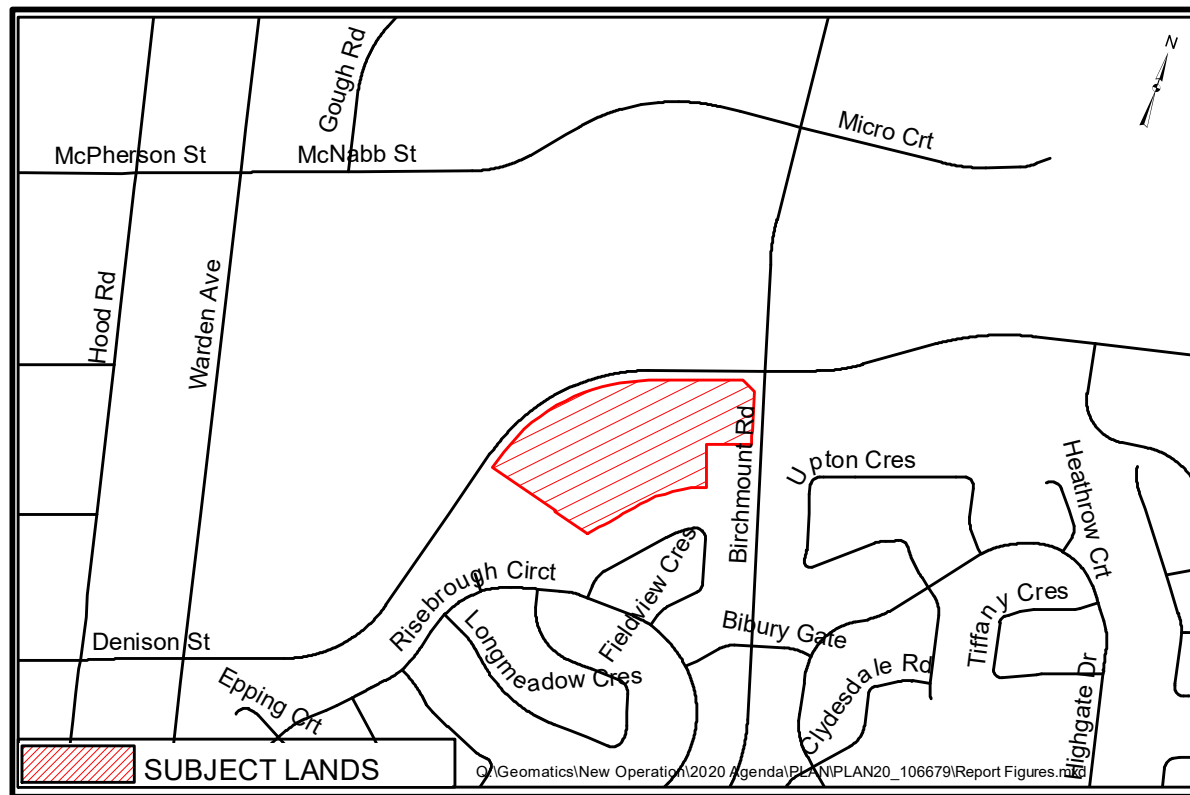 N
Gough Rd
Micro Crt
McPherson St
McNabb St
Hood Rd
Warden Ave
Birchmount Rd
Upton Cres
Heathrow Crt
Fieldview Cres
Risebrough Circt
Tiffany Cres
Bibury Gate
Denison St
Longmeadow Cres
Clydesdale Rd
Epping Crt
Highgate Dr
SUBJECT LANDS
Q:\Geomatics\New Operation\2020 Agenda\PLAN\PLAN20_106679\Report Figures.mxd